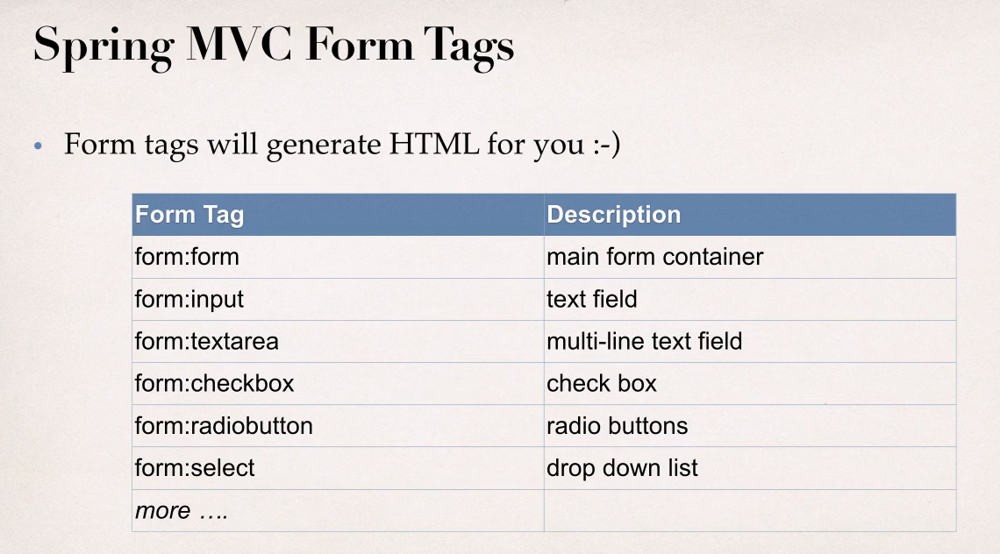 Spring MVC Form Tags
• Form tags will generate HTML for you :-)
Form Tag Description
form:form main form container
form:input text field
form:textarea multi-line text field
form:checkbox check box
form:radiobutton radio buttons
form:select drop down list
more ….